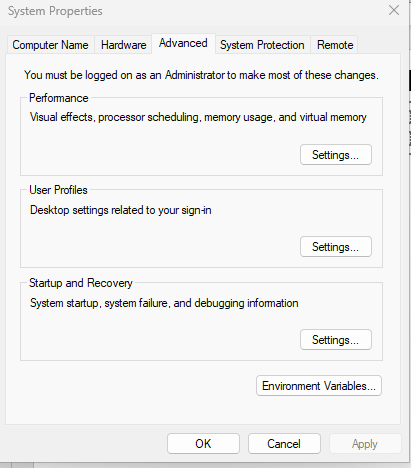 System Properties
Computer Name Hardware Advanced System Protection Remote
You must be logged on as an Administrator to make most of these changes.
Performance
Visual effects, processor scheduling, memory usage, and virtual memory
Settings...
User Profiles
Desktop settings related to your sign-in
Settings...
Startup and Recovery
System startup, system failure, and debugging information
Settings...
Environment Variables...
OK Cancel Apply